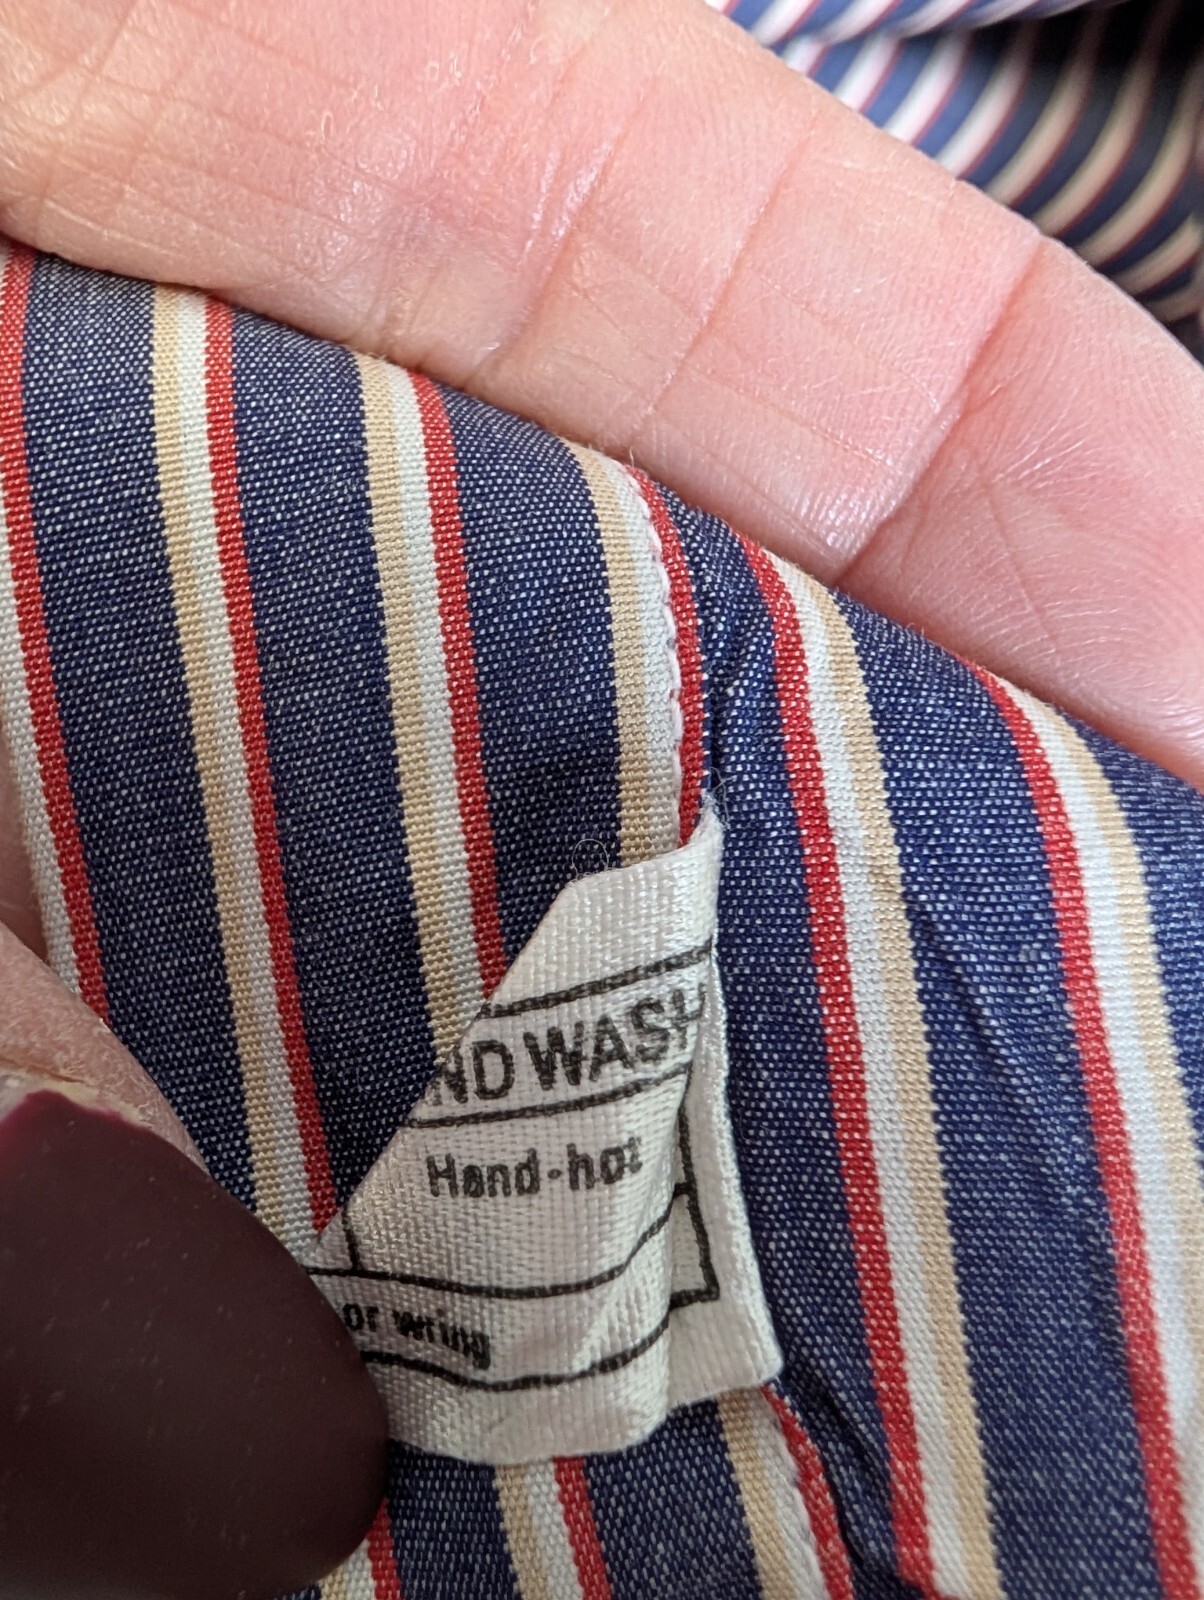 ND WASH
Hand-hot
or wring